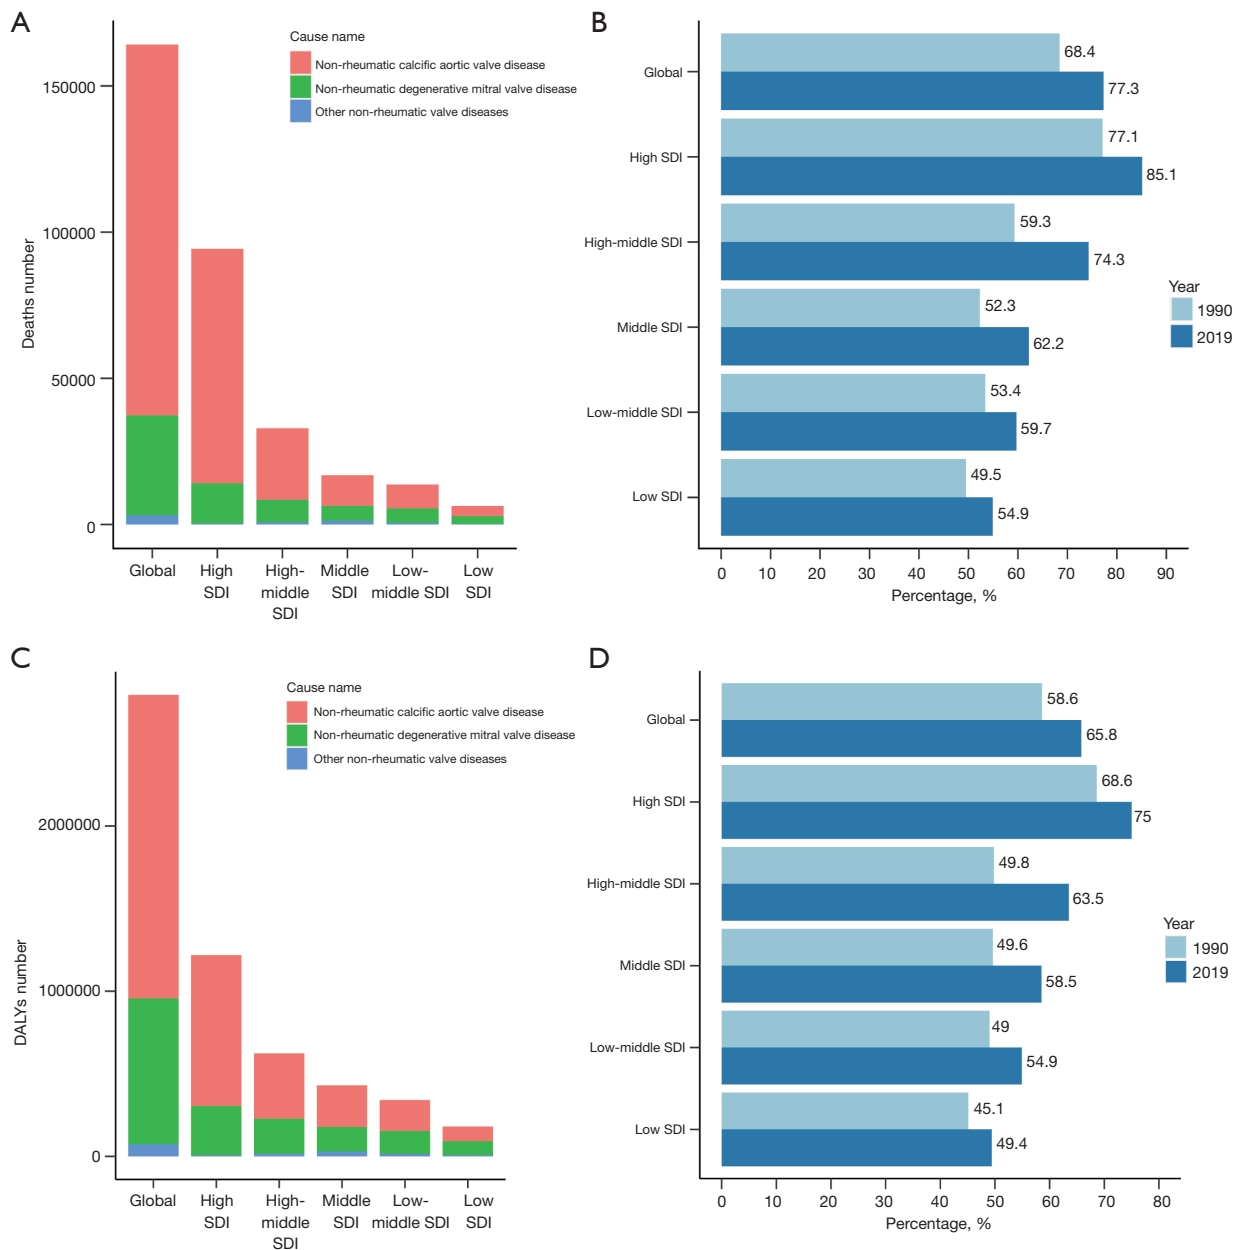 A
Cause name
Non-rheumatic calcific aortic valve disease
Non-rheumatic degenerative mitral valve disease
Other non-rheumatic valve diseases
Deaths number
150000
100000
50000
0
Global
High
SDI
High-
middle
SDI
Middle
SDI
Low-
middle SDI
Low
SDI
B
Global
High SDI
High-middle SDI
Middle SDI
Low-middle SDI
Low SDI
68.4
77.3
77.1
85.1
59.3
74.3
52.3
62.2
53.4
59.7
49.5
54.9
Year
1990
2019
0 10 20 30 40 50 60 70 80 90
Percentage, %
C
Cause name
Non-rheumatic calcific aortic valve disease
Non-rheumatic degenerative mitral valve disease
Other non-rheumatic valve diseases
DALYs number
2000000
1000000
0
Global
High
SDI
High-
middle
SDI
Middle
SDI
Low-
middle SDI
Low
SDI
D
Global
High SDI
High-middle SDI
Middle SDI
Low-middle SDI
Low SDI
58.6
65.8
68.6
75
49.8
63.5
49.6
58.5
49
54.9
45.1
49.4
Year
1990
2019
0 10 20 30 40 50 60 70 80
Percentage, %